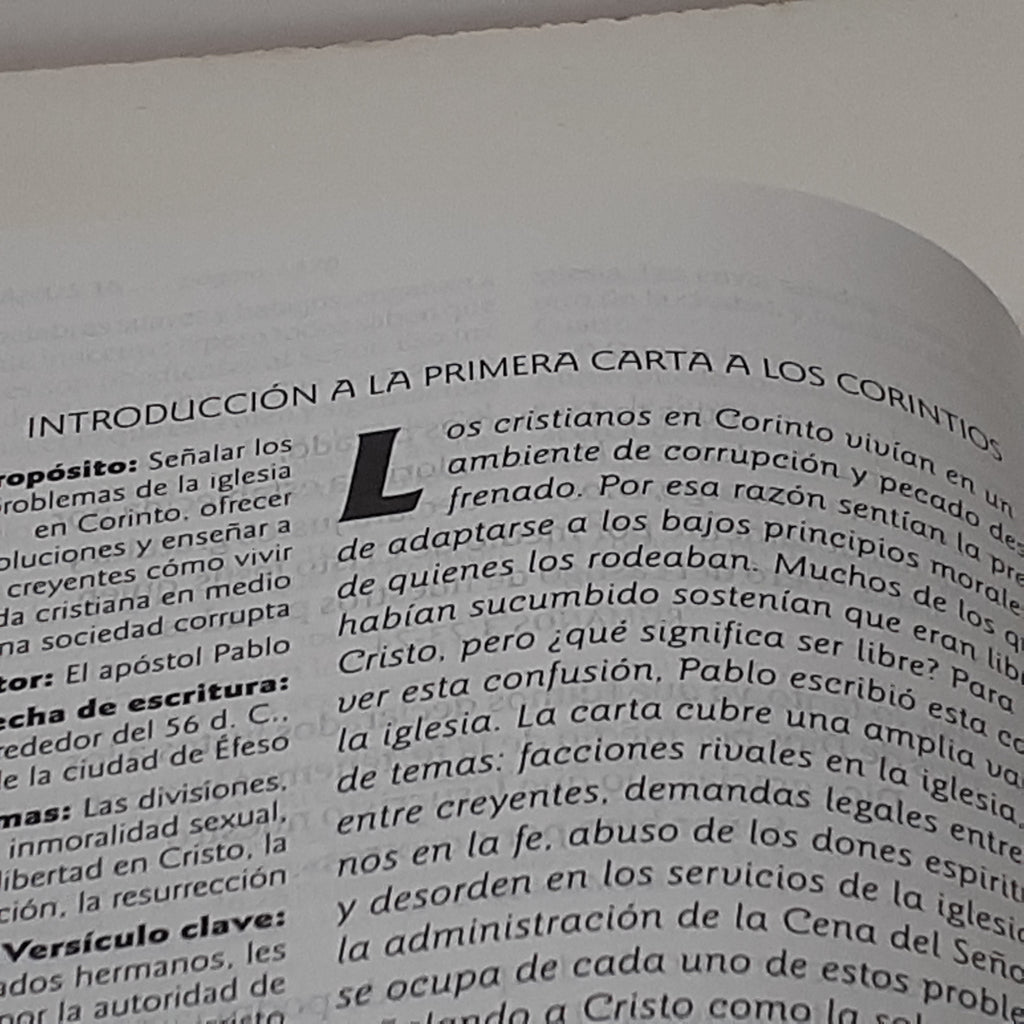 INTRODUCCIÓN A LA PRIMERA CARTA A LOS CORINTIOS
ropósito: Señalar los
roblemas de la iglesia
en Corinto, ofrecer
oluciones y enseñar a
creyentes cómo vivir
da cristiana en medio
na sociedad corrupta
tor: El apóstol Pablo
echa de escritura:
rededor del 56 d. C.,
e la ciudad de Éfeso
mas: Las divisiones,
inmoralidad sexual,
libertad en Cristo, la
ción, la resurrección
Versículo clave:
ados hermanos, les
por la autoridad de
Los cristianos en Corinto vivían en un
ambiente de corrupción y pecado des
frenado. Por esa razón sentían la pre
de adaptarse a los bajos principios morale
de quienes los rodeaban. Muchos de los qu
habían sucumbido sostenían que eran libr
Cristo, pero ¿qué significa ser libre? Para
ver esta confusión, Pablo escribió esta ca
la iglesia. La carta cubre una amplia va
de temas: facciones rivales en la iglesia,
entre creyentes, demandas legales entre
nos en la fe, abuso de los dones espirit
y desorden en los servicios de la iglesia
la administración de la Cena del Seño
se ocupa de cada uno de estos proble
a Cristo como la